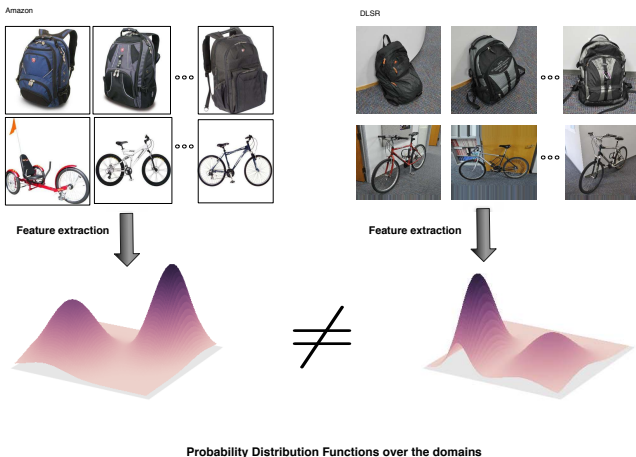 Amazon
DLSR
Feature extraction
Feature extraction
Probability Distribution Functions over the domains